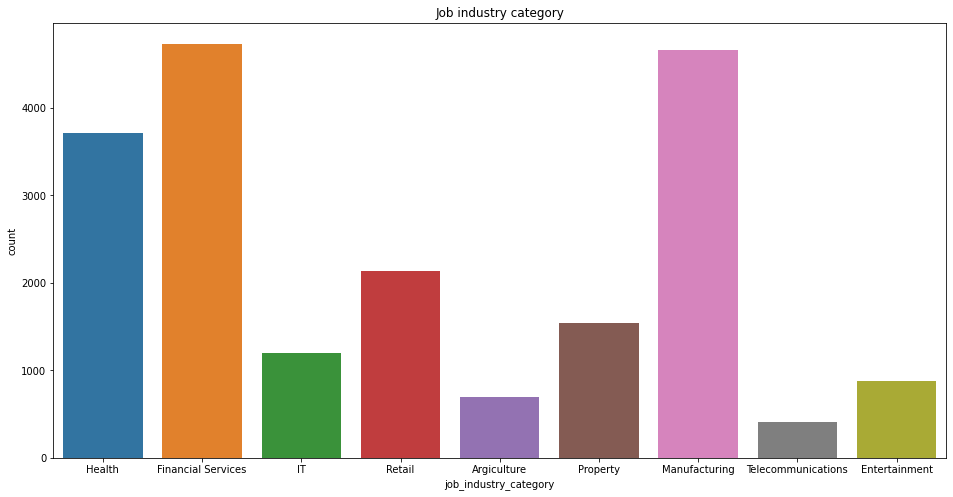 Job industry category
count
4000
3000
2000
1000
0
Health Financial Services IT Retail Argiculture Property Manufacturing Telecommunications Entertainment
job_industry_category